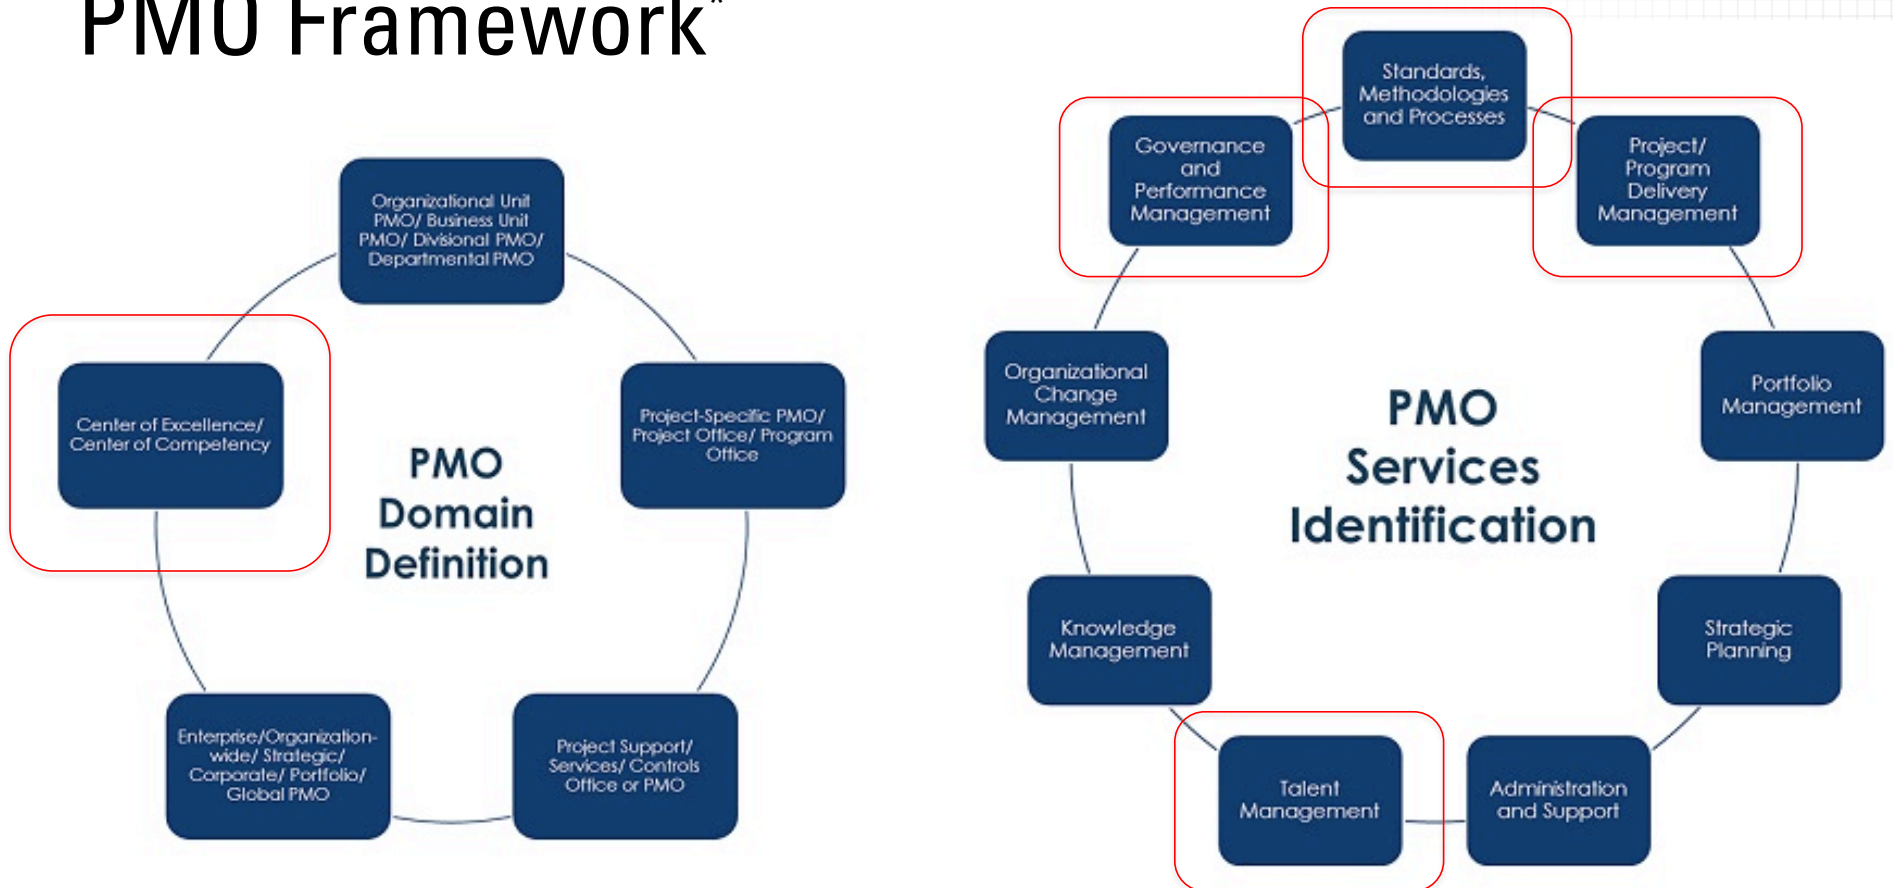 PMO Framework*
Organizational Unit
PMO/ Business Unit
PMO/ Divisional PMO/
Departmental PMO
Project-Specific PMO/
Project Office/ Program
Office
Project Support/
Services/ Controls
Office or PMO
Enterprise/Organization-
wide/ Strategic/
Corporate/ Portfolio/
Global PMO
Center of Excellence/
Center of Competency
PMO
Domain
Definition
Standards,
Methodologies
and Processes
Project/
Program
Delivery
Management
Portfolio
Management
Strategic
Planning
Administration
and Support
Talent
Management
Knowledge
Management
Organizational
Change
Management
Governance
and
Performance
Management
PMO
Services
Identification